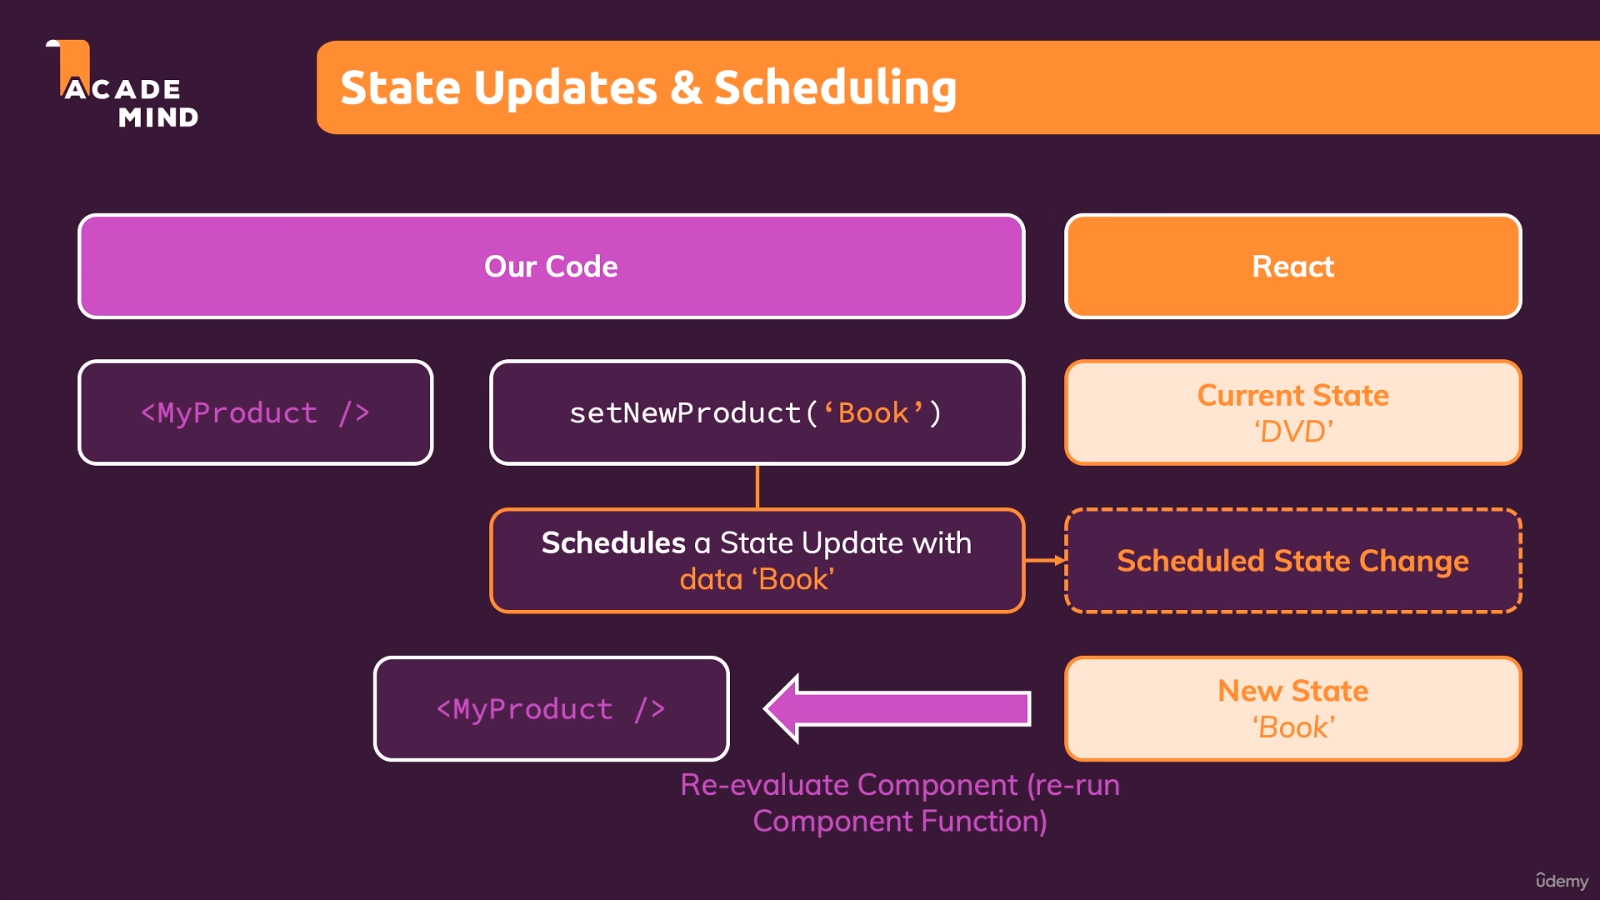 ACADE
MIND
State Updates & Scheduling
Our Code
React
<MyProduct />
setNewProduct(‘Book’)
Current State
‘DVD’
Schedules a State Update with
data ‘Book’
Scheduled State Change
<MyProduct />
New State
‘Book’
Re-evaluate Component (re-run
Component Function)
ûdemy